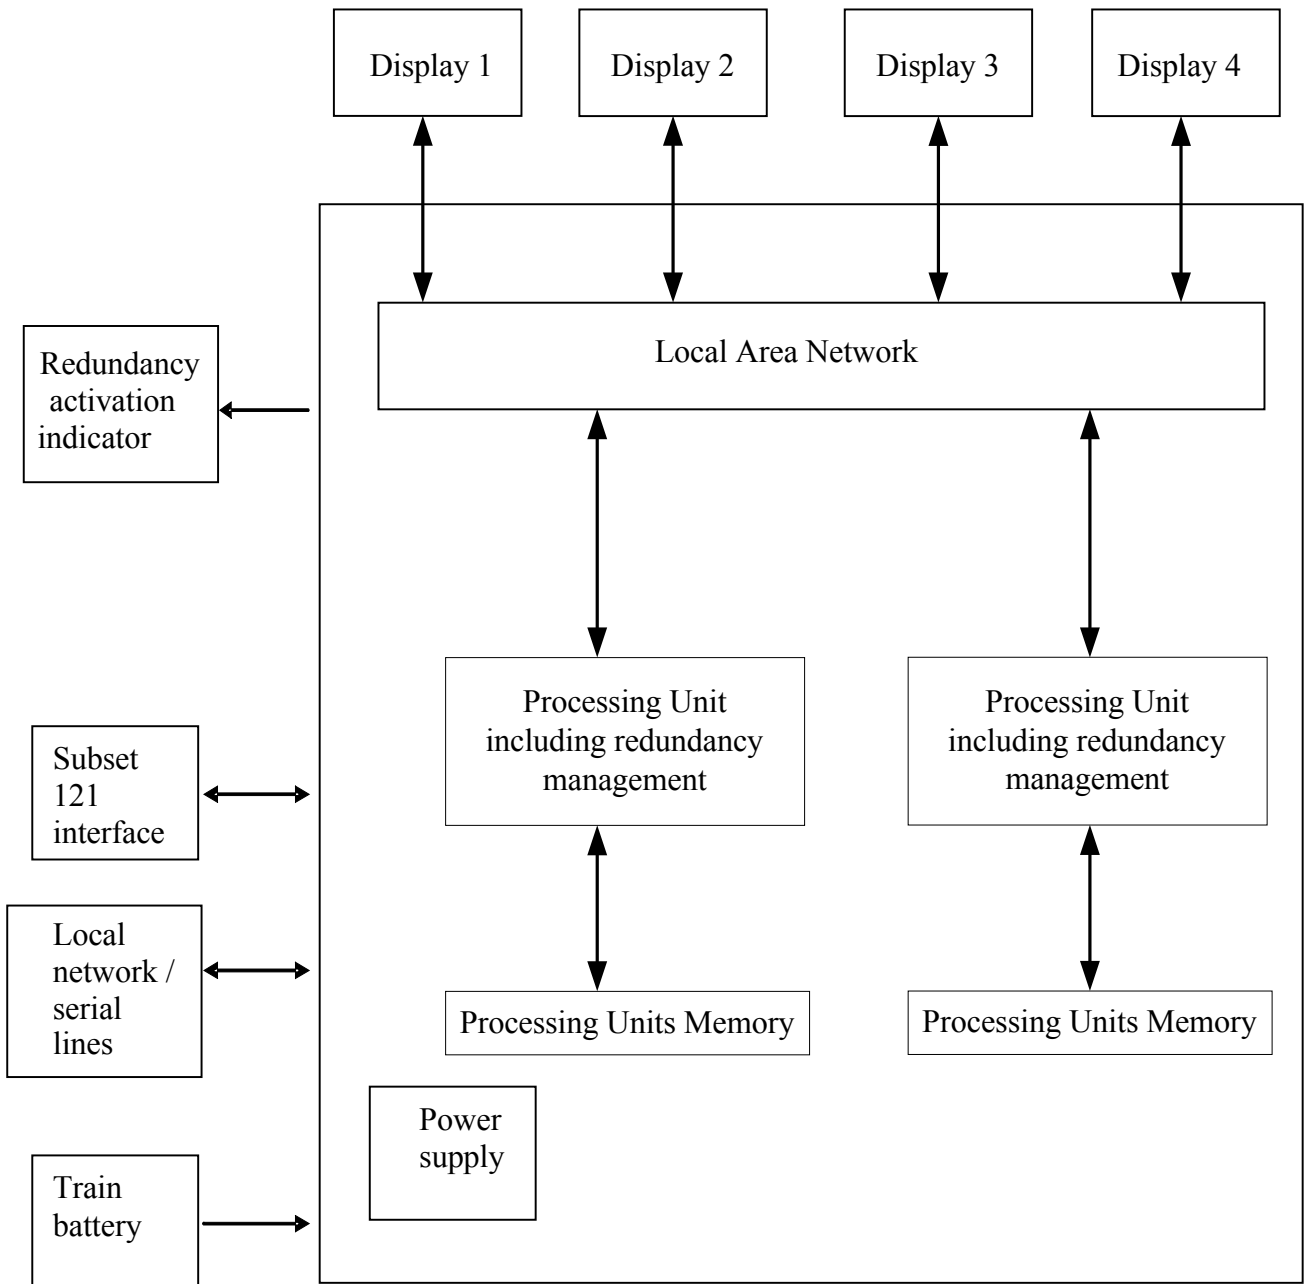 Display 1
Display 2
Display 3
Display 4
Local Area Network
Redundancy
activation
indicator
Processing Unit
including redundancy
management
Processing Unit
including redundancy
management
Subset
121
interface
Local
network /
serial
lines
Processing Units Memory
Processing Units Memory
Power
supply
Train
battery